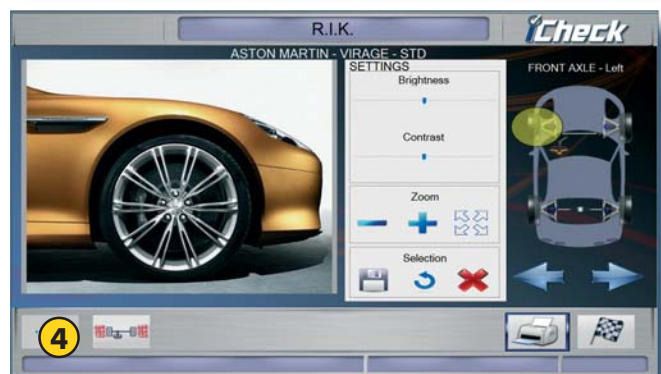 R.I.K.
iCheck
ASTON MARTIN - VIRAGE - STD
SETTINGS
FRONT AXLE - Left
Brightness
Contrast
Zoom
Selection
4